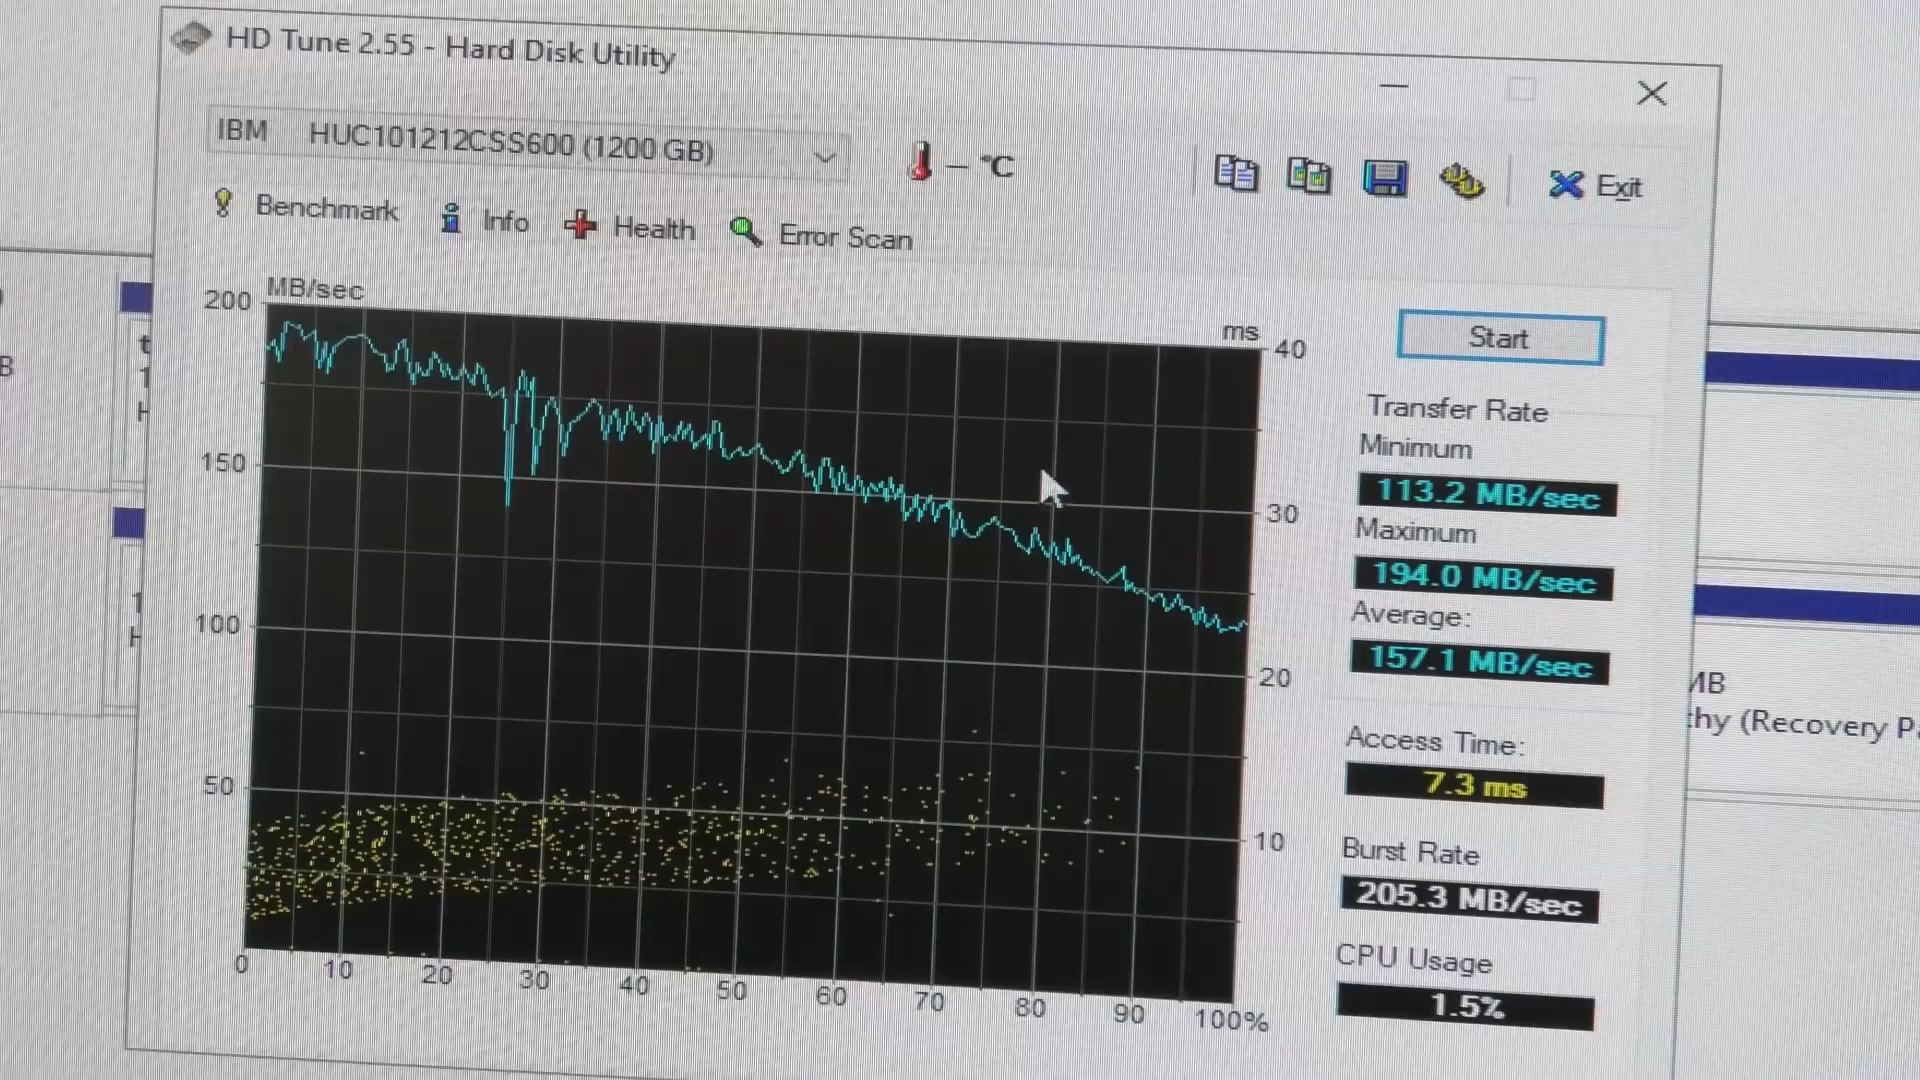 HD Tune 2.55 - Hard Disk Utility
IBM HUC101212CSS600 (1200 GB)
– °C
Exit
Benchmark Info Health Error Scan
MB/sec
ms
200
150
100
50
40
30
20
10
0 10 20 30 40 50 60 70 80 90 100%
Start
Transfer Rate
Minimum
113.2 MB/sec
Maximum
194.0 MB/sec
Average:
157.1 MB/sec
Access Time:
7.3 ms
Burst Rate
205.3 MB/sec
CPU Usage
1.5%
B
t
1
H
1
H
MB
thy (Recovery Pa